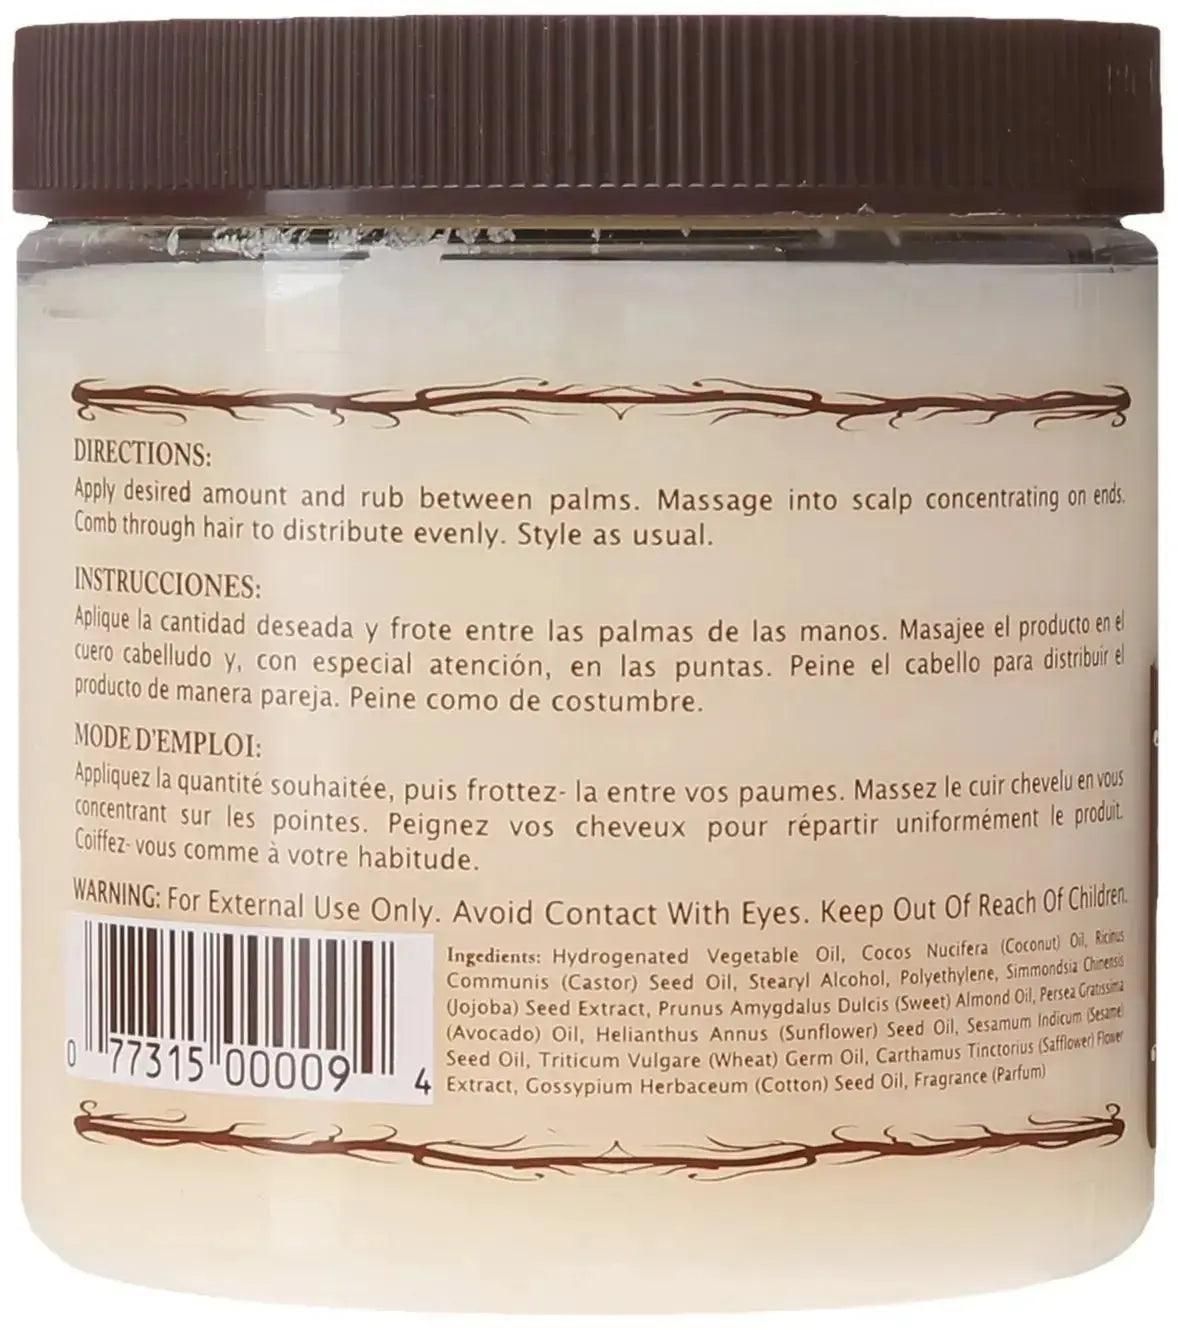 DIRECTIONS:
Apply desired amount and rub between palms. Massage into scalp concentrating on ends.
Comb through hair to distribute evenly. Style as usual.
INSTRUCCIONES:
Aplique la cantidad deseada y frote entre las palmas de las manos. Masajee el producto en el
cuero cabelludo y, con especial atención, en las puntas. Peine el cabello para distribuir el
producto de manera pareja. Peine como de costumbre.
MODE D'EMPLOI:
Appliquez la quantité souhaitée, puis frottez- la entre vos paumes. Massez le cuir chevelu en vous
concentrant sur les pointes. Peignez vos cheveux pour répartir uniformément le produit.
Coiffez- vous comme à votre habitude.
WARNING: For External Use Only. Avoid Contact With Eyes. Keep Out Of Reach Of Children.
Ingedients: Hydrogenated Vegetable Oil, Cocos Nucifera (Coconut) Oil, Ricinus
Communis (Castor) Seed Oil, Stearyl Alcohol, Polyethylene, Simmondsia Chinensis
(Jojoba) Seed Extract, Prunus Amygdalus Dulcis (Sweet) Almond Oil, Persea Gratissima
(Avocado) Oil, Helianthus Annus (Sunflower) Seed Oil, Sesamum Indicum (Sesame)
Seed Oil, Triticum Vulgare (Wheat) Germ Oil, Carthamus Tinctorius (Safflower) Flower
Extract, Gossypium Herbaceum (Cotton) Seed Oil, Fragrance (Parfum)
0 77315 00009 4